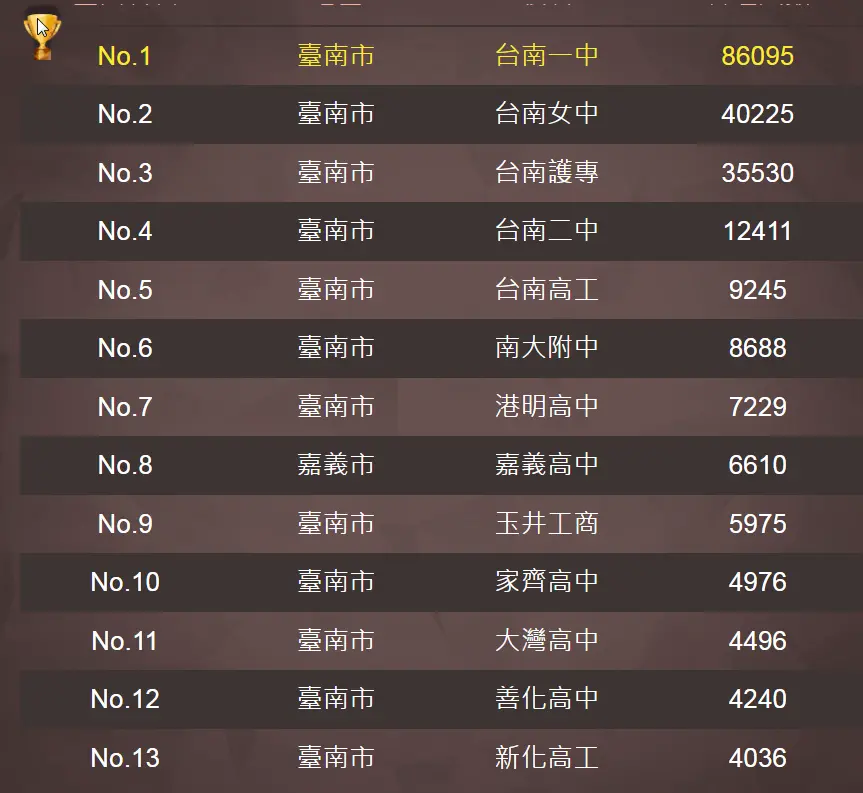 No.1 臺南市 台南一中 86095
No.2 臺南市 台南女中 40225
No.3 臺南市 台南護專 35530
No.4 臺南市 台南二中 12411
No.5 臺南市 台南高工 9245
No.6 臺南市 南大附中 8688
No.7 臺南市 港明高中 7229
No.8 嘉義市 嘉義高中 6610
No.9 臺南市 玉井工商 5975
No.10 臺南市 家齊高中 4976
No.11 臺南市 大灣高中 4496
No.12 臺南市 善化高中 4240
No.13 臺南市 新化高工 4036